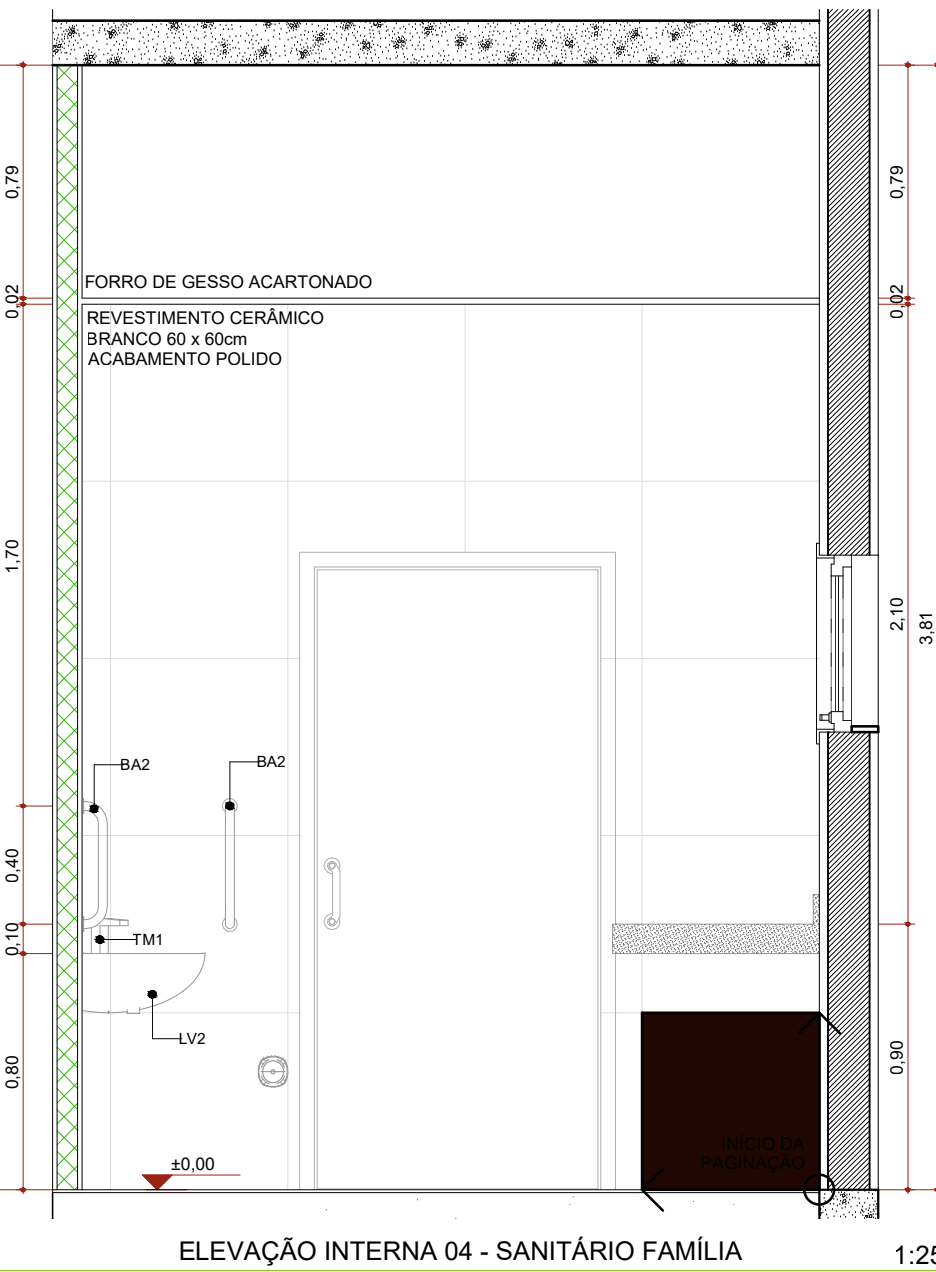 0,79
0,79
FORRO DE GESSO ACARTONADO
0,02
0,02
REVESTIMENTO CERÂMICO
BRANCO 60 x 60cm
ACABAMENTO POLIDO
1,70
2,10
3,81
BA2
BA2
0,40
0,10
TM1
LV2
0,80
0,90
INÍCIO DA
PAGINAÇÃO
±0,00
ELEVAÇÃO INTERNA 04 - SANITÁRIO FAMÍLIA
1:25